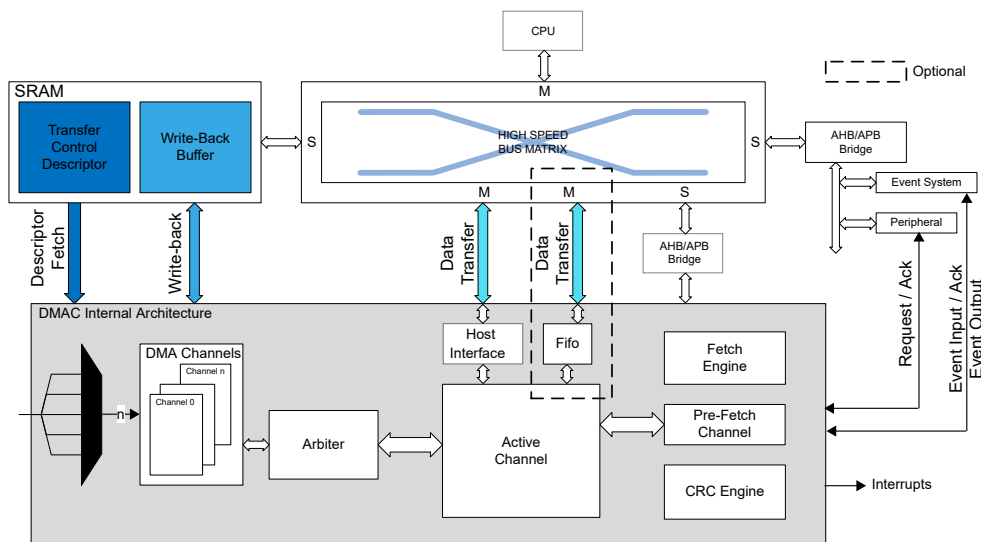 CPU
Optional
SRAM
Transfer
Control
Descriptor
Write-Back
Buffer
M
S
HIGH SPEED
BUS MATRIX
S
M
M
S
AHB/APB
Bridge
Event System
Peripheral
Descriptor
Fetch
Write-back
Data
Transfer
Data
Transfer
AHB/APB
Bridge
Request / Ack
Event Input / Ack
Event Output
DMAC Internal Architecture
Host
Interface
Fifo
Fetch
Engine
DMA Channels
Channel n
Channel 0
n
Arbiter
Active
Channel
Pre-Fetch
Channel
CRC Engine
Interrupts